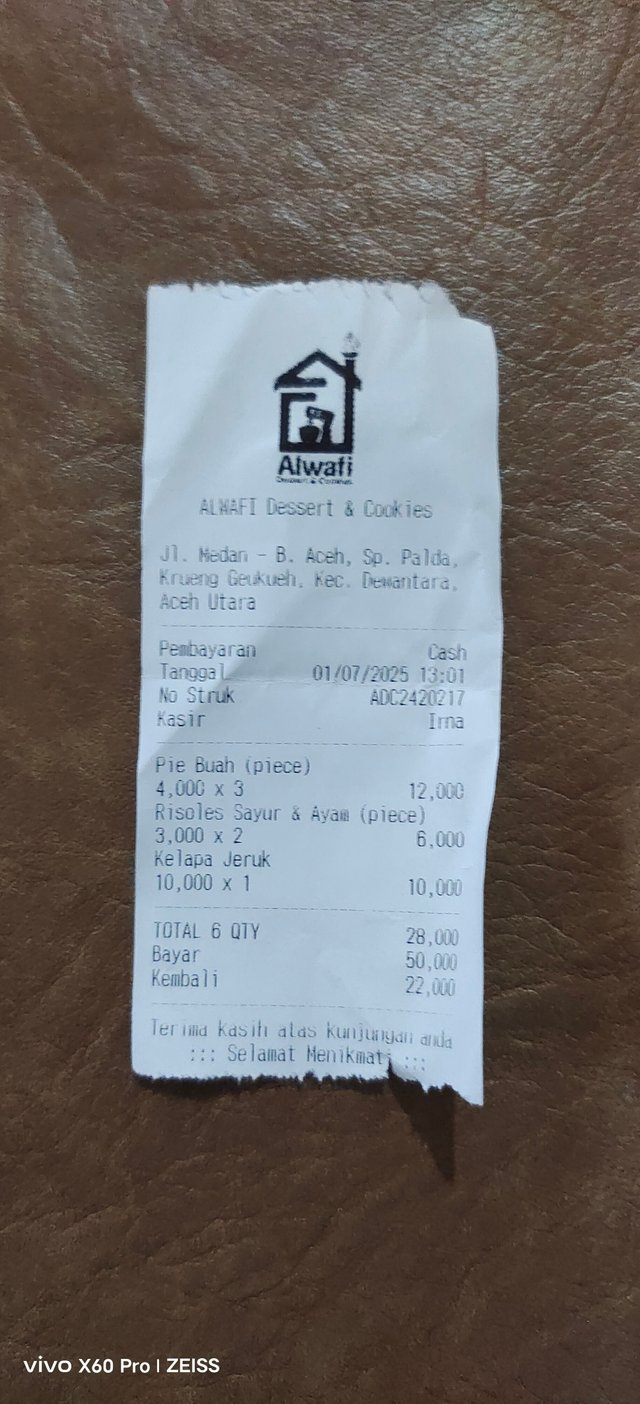 Alwafi
Dessert & Cookies
ALWAFI Dessert & Cookies
Jl. Medan - B. Aceh, Sp. Palda,
Krueng Geukueh, Kec. Dewantara,
Aceh Utara
Pembayaran Cash
Tanggal 01/07/2025 13:01
No Struk ADC2420217
Kasir Irna
Pie Buah (piece)
4,000 x 3 12,000
Risoles Sayur & Ayam (piece)
3,000 x 2 6,000
Kelapa Jeruk
10,000 x 1 10,000
TOTAL 6 QTY 28,000
Bayar 50,000
Kembali 22,000
Terima kasih atas kunjungan anda
::: Selamat Menikmati :::
vivo X60 Pro | ZEISS